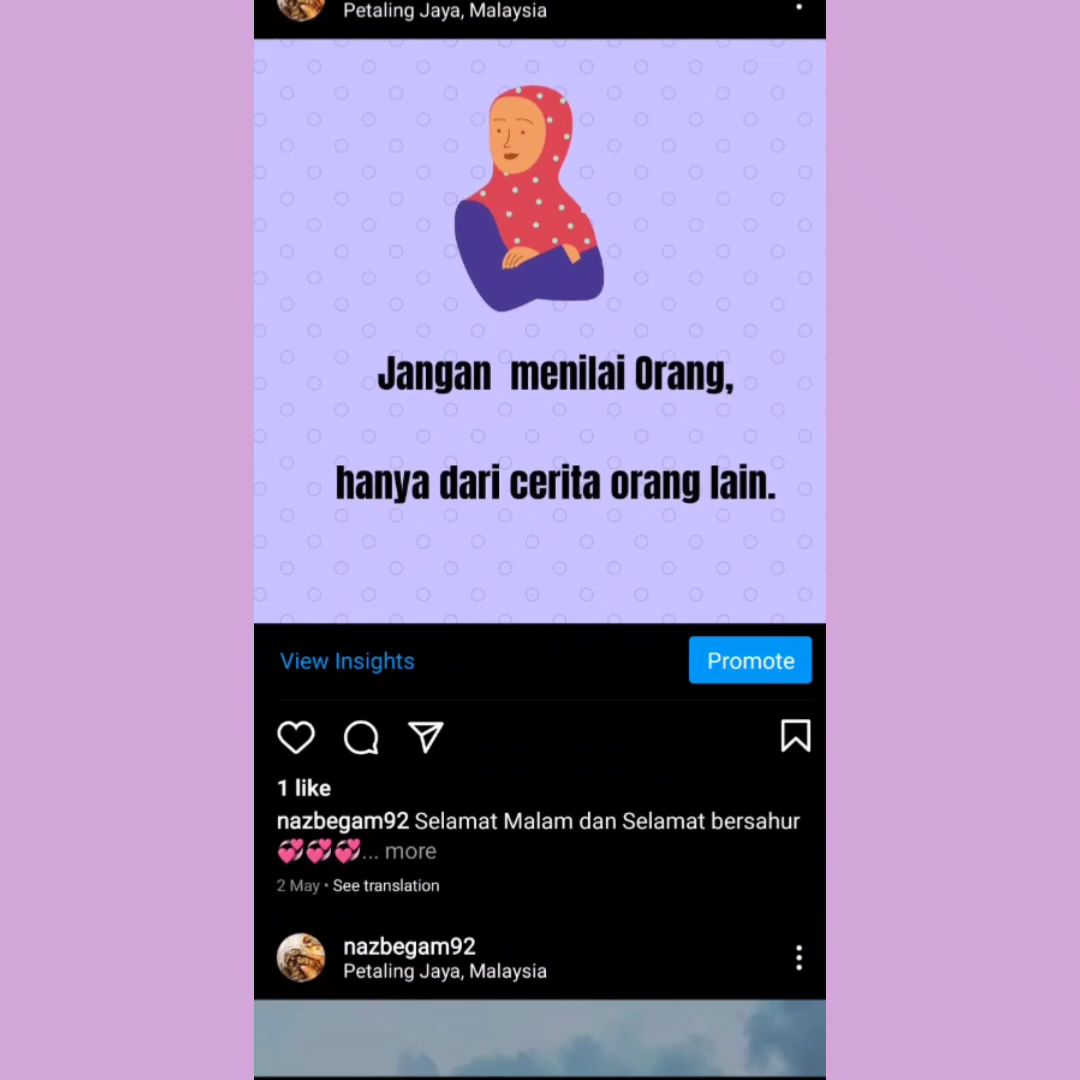 Petaling Jaya, Malaysia
Jangan menilai Orang,
hanya dari cerita orang lain.
View Insights
Promote
1 like
nazbegam92 Selamat Malam dan Selamat bersahur
💞💞💞... more
2 May • See translation
nazbegam92
Petaling Jaya, Malaysia